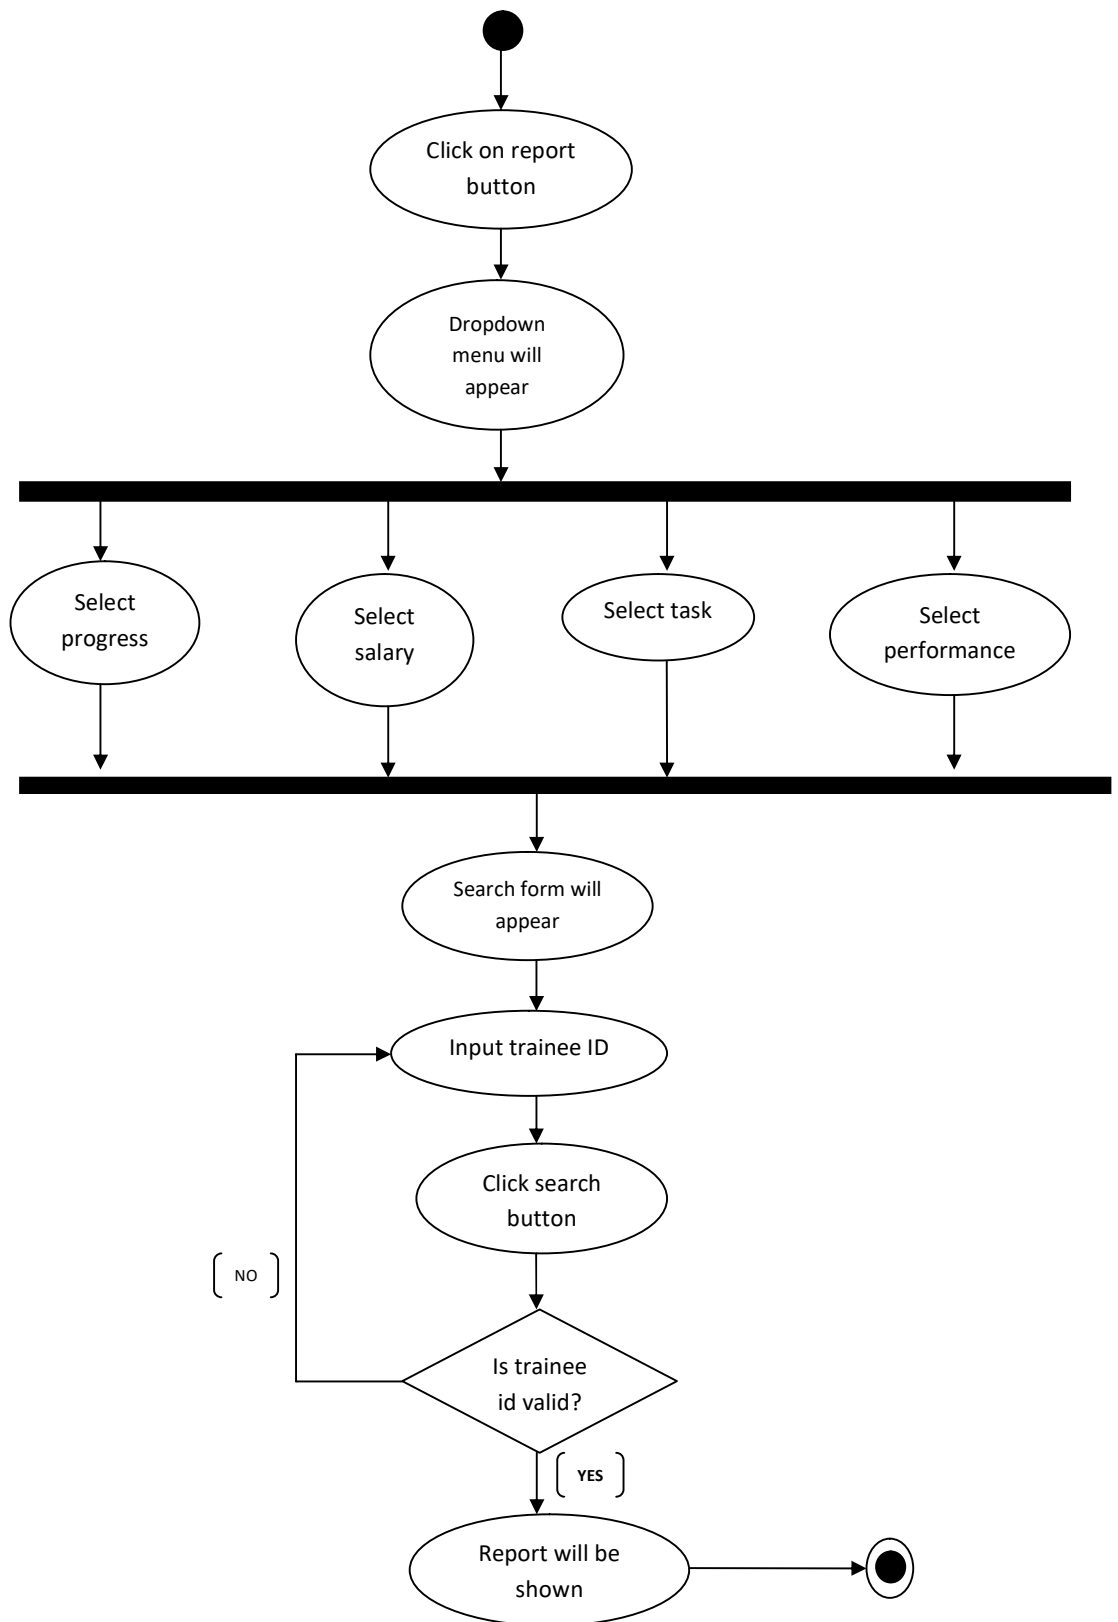 Click on report
button
Dropdown
menu will
appear
Select
progress
Select
salary
Select task
Select
performance
Search form will
appear
Input trainee ID
Click search
button
NO
Is trainee
id valid?
YES
Report will be
shown